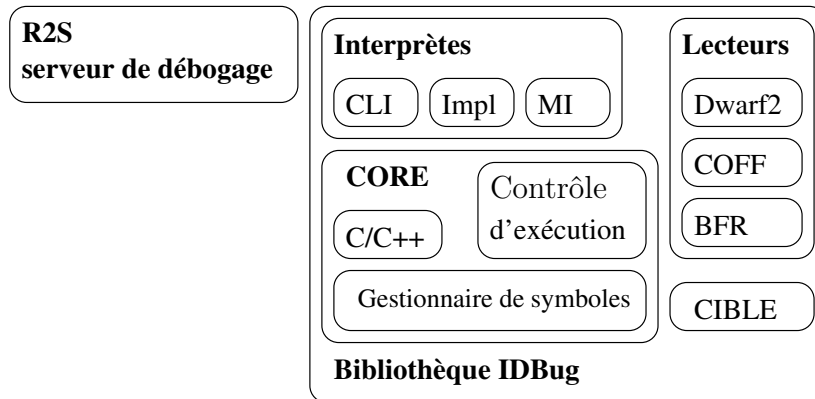 R2S
serveur de débogage
Interprètes
CLI
Impl
MI
Lecteurs
Dwarf2
COFF
BFR
CORE
C/C++
Contrôle
d'exécution
Gestionnaire de symboles
CIBLE
Bibliothèque IDBug